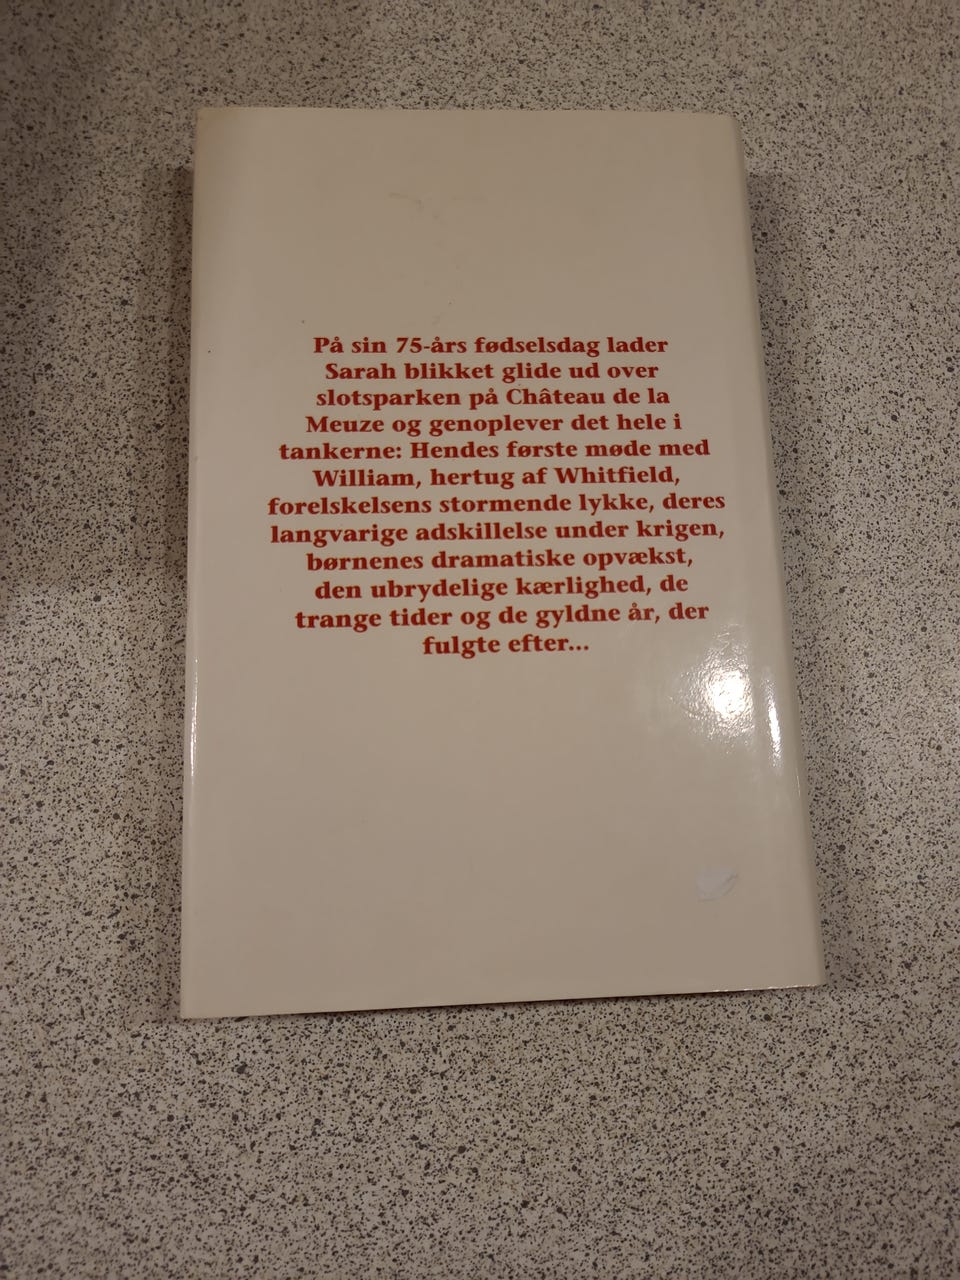 På sin 75-års fødselsdag lader
Sarah blikket glide ud over
slotsparken på Château de la
Meuze og genoplever det hele i
tankerne: Hendes første møde med
William, hertug af Whitfield,
forelskelsens stormende lykke, deres
langvarige adskillelse under krigen,
børnenes dramatiske opvækst,
den ubrydelige kærlighed, de
trange tider og de gyldne år, der
fulgte efter...